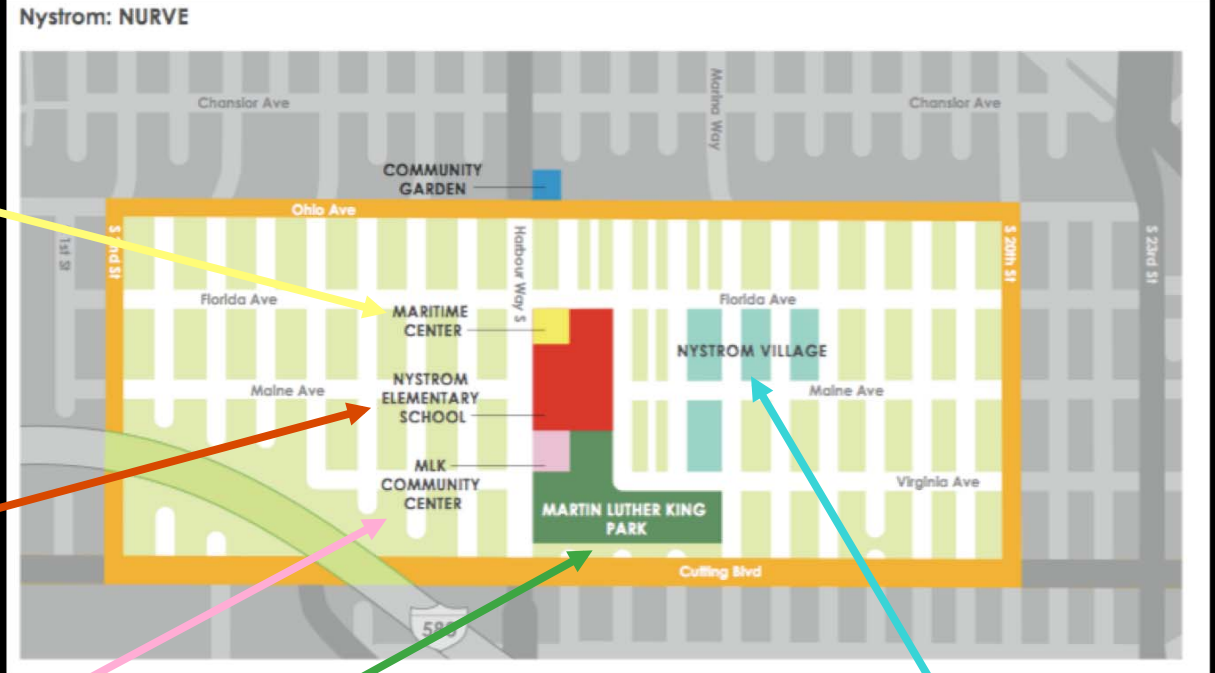 Nystrom: NURVE
Chanslor Ave
Marina Way
Chanslor Ave
COMMUNITY
GARDEN
Ohio Ave
1st St
S 2nd St
Harbour Way S
S 20th St
S 23rd St
Florida Ave
Florida Ave
MARITIME
CENTER
NYSTROM VILLAGE
NYSTROM
ELEMENTARY
SCHOOL
Maine Ave
Maine Ave
MLK
COMMUNITY
CENTER
Virginia Ave
MARTIN LUTHER KING
PARK
Cutting Blvd
580